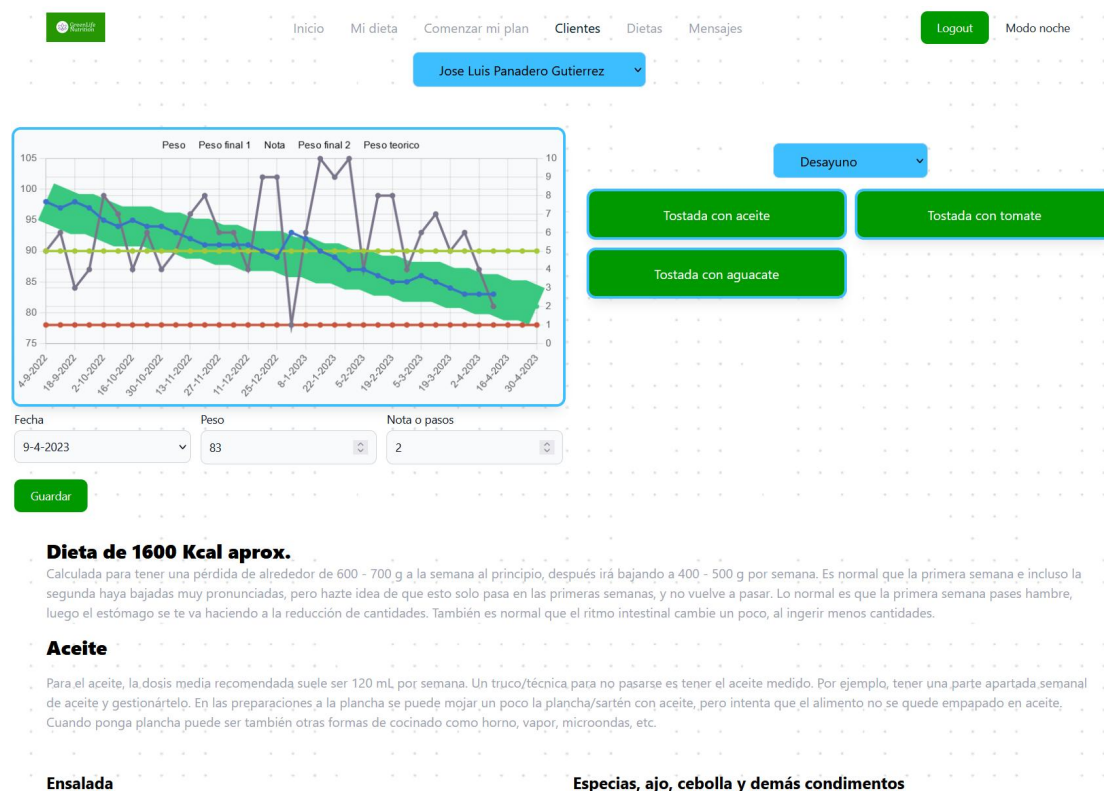 GreenLife
Nutrition
Inicio Mi dieta Comenzar mi plan Clientes Dietas Mensajes
Logout Modo noche
Jose Luis Panadero Gutierrez
Peso Peso final 1 Nota Peso final 2 Peso teorico
105
100
95
90
85
80
75
10
9
8
7
6
5
4
3
2
1
0
4-9-2022
18-9-2022
2-10-2022
16-10-2022
30-10-2022
13-11-2022
27-11-2022
11-12-2022
25-12-2022
8-1-2023
22-1-2023
5-2-2023
19-2-2023
5-3-2023
19-3-2023
2-4-2023
16-4-2023
30-4-2023
Desayuno
Tostada con aceite
Tostada con tomate
Tostada con aguacate
Fecha Peso Nota o pasos
9-4-2023 83 2
Guardar
Dieta de 1600 Kcal aprox.
Calculada para tener una pérdida de alrededor de 600 - 700 g a la semana al principio, después irá bajando a 400 - 500 g por semana. Es normal que la primera semana e incluso la
segunda haya bajadas muy pronunciadas, pero hazte idea de que esto solo pasa en las primeras semanas, y no vuelve a pasar. Lo normal es que la primera semana pases hambre,
luego el estómago se te va haciendo a la reducción de cantidades. También es normal que el ritmo intestinal cambie un poco, al ingerir menos cantidades.
Aceite
Para el aceite, la dosis media recomendada suele ser 120 mL por semana. Un truco/técnica para no pasarse es tener el aceite medido. Por ejemplo, tener una parte apartada semanal
de aceite y gestionártelo. En las preparaciones a la plancha se puede mojar un poco la plancha/sartén con aceite, pero intenta que el alimento no se quede empapado en aceite.
Cuando ponga plancha puede ser también otras formas de cocinado como horno, vapor, microondas, etc.
Ensalada
Especias, ajo, cebolla y demás condimentos